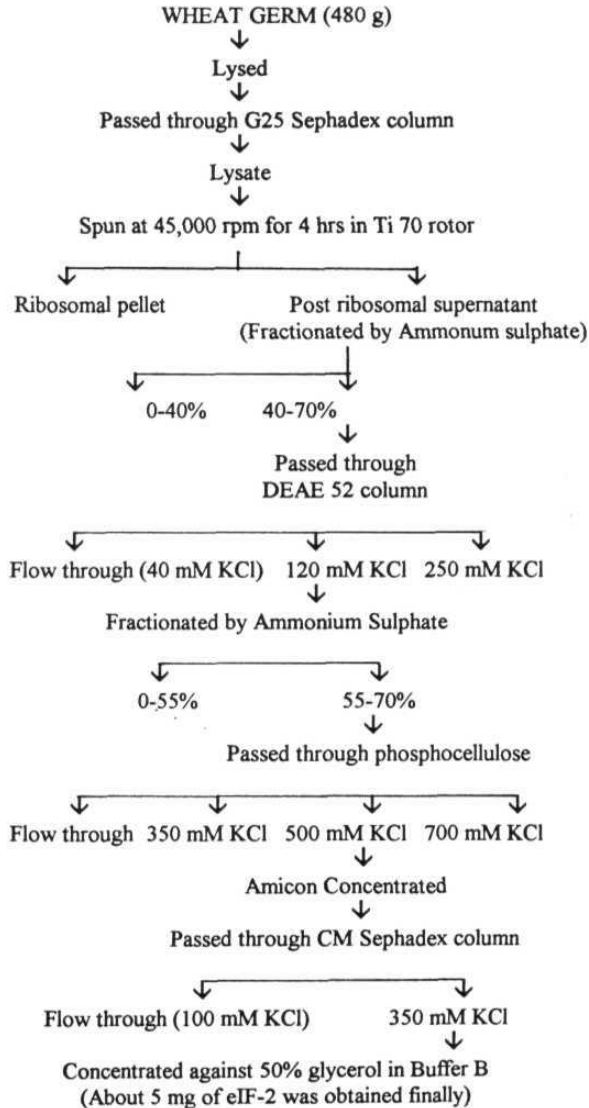 WHEAT GERM (480 g)
Lysed
Passed through G25 Sephadex column
Lysate
Spun at 45,000 rpm for 4 hrs in Ti 70 rotor
Ribosomal pellet Post ribosomal supernatant
(Fractionated by Ammonum sulphate)
0-40% 40-70%
Passed through
DEAE 52 column
Flow through (40 mM KCl) 120 mM KCl 250 mM KCl
Fractionated by Ammonium Sulphate
0-55% 55-70%
Passed through phosphocellulose
Flow through 350 mM KCl 500 mM KCl 700 mM KCl
Amicon Concentrated
Passed through CM Sephadex column
Flow through (100 mM KCl) 350 mM KCl
Concentrated against 50% glycerol in Buffer B
(About 5 mg of eIF-2 was obtained finally)